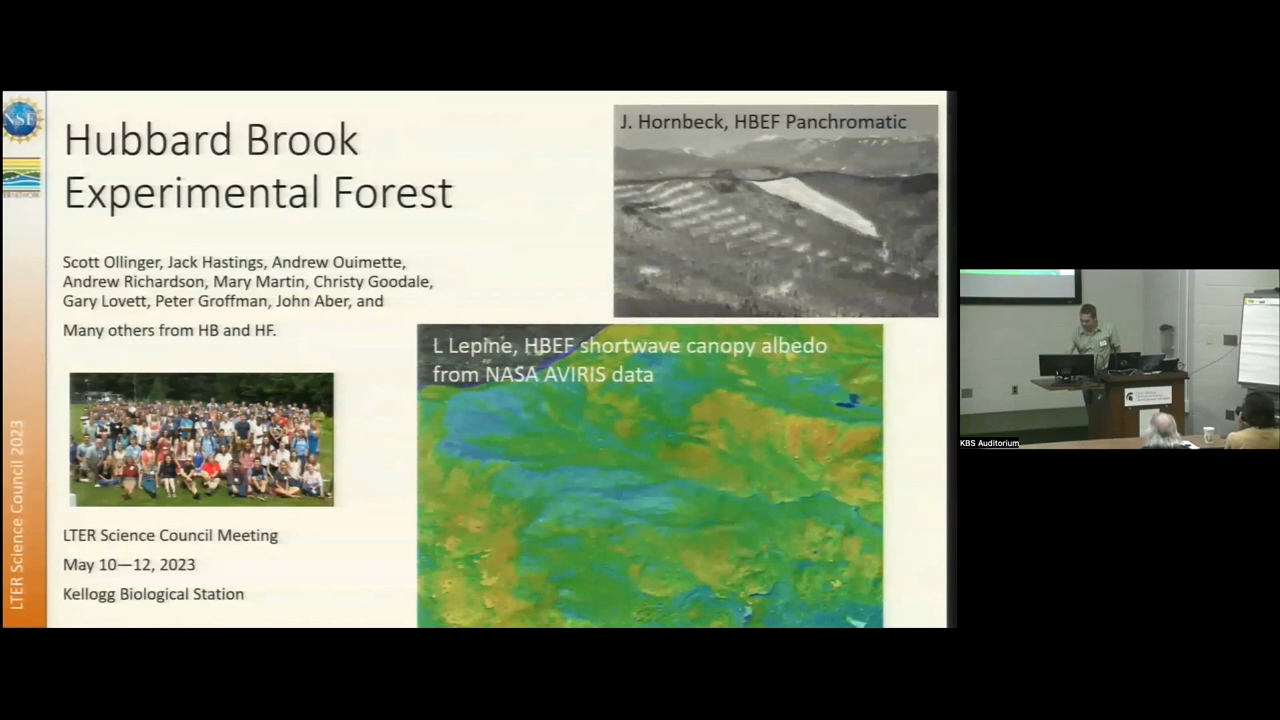 NSF
LTER Science Council 2023
Hubbard Brook
Experimental Forest
Scott Ollinger, Jack Hastings, Andrew Ouimette,
Andrew Richardson, Mary Martin, Christy Goodale,
Gary Lovett, Peter Groffman, John Aber, and
Many others from HB and HF.
LTER Science Council Meeting
May 10—12, 2023
Kellogg Biological Station
J. Hornbeck, HBEF Panchromatic
L Lepine, HBEF shortwave canopy albedo
from NASA AVIRIS data
KBS Auditorium